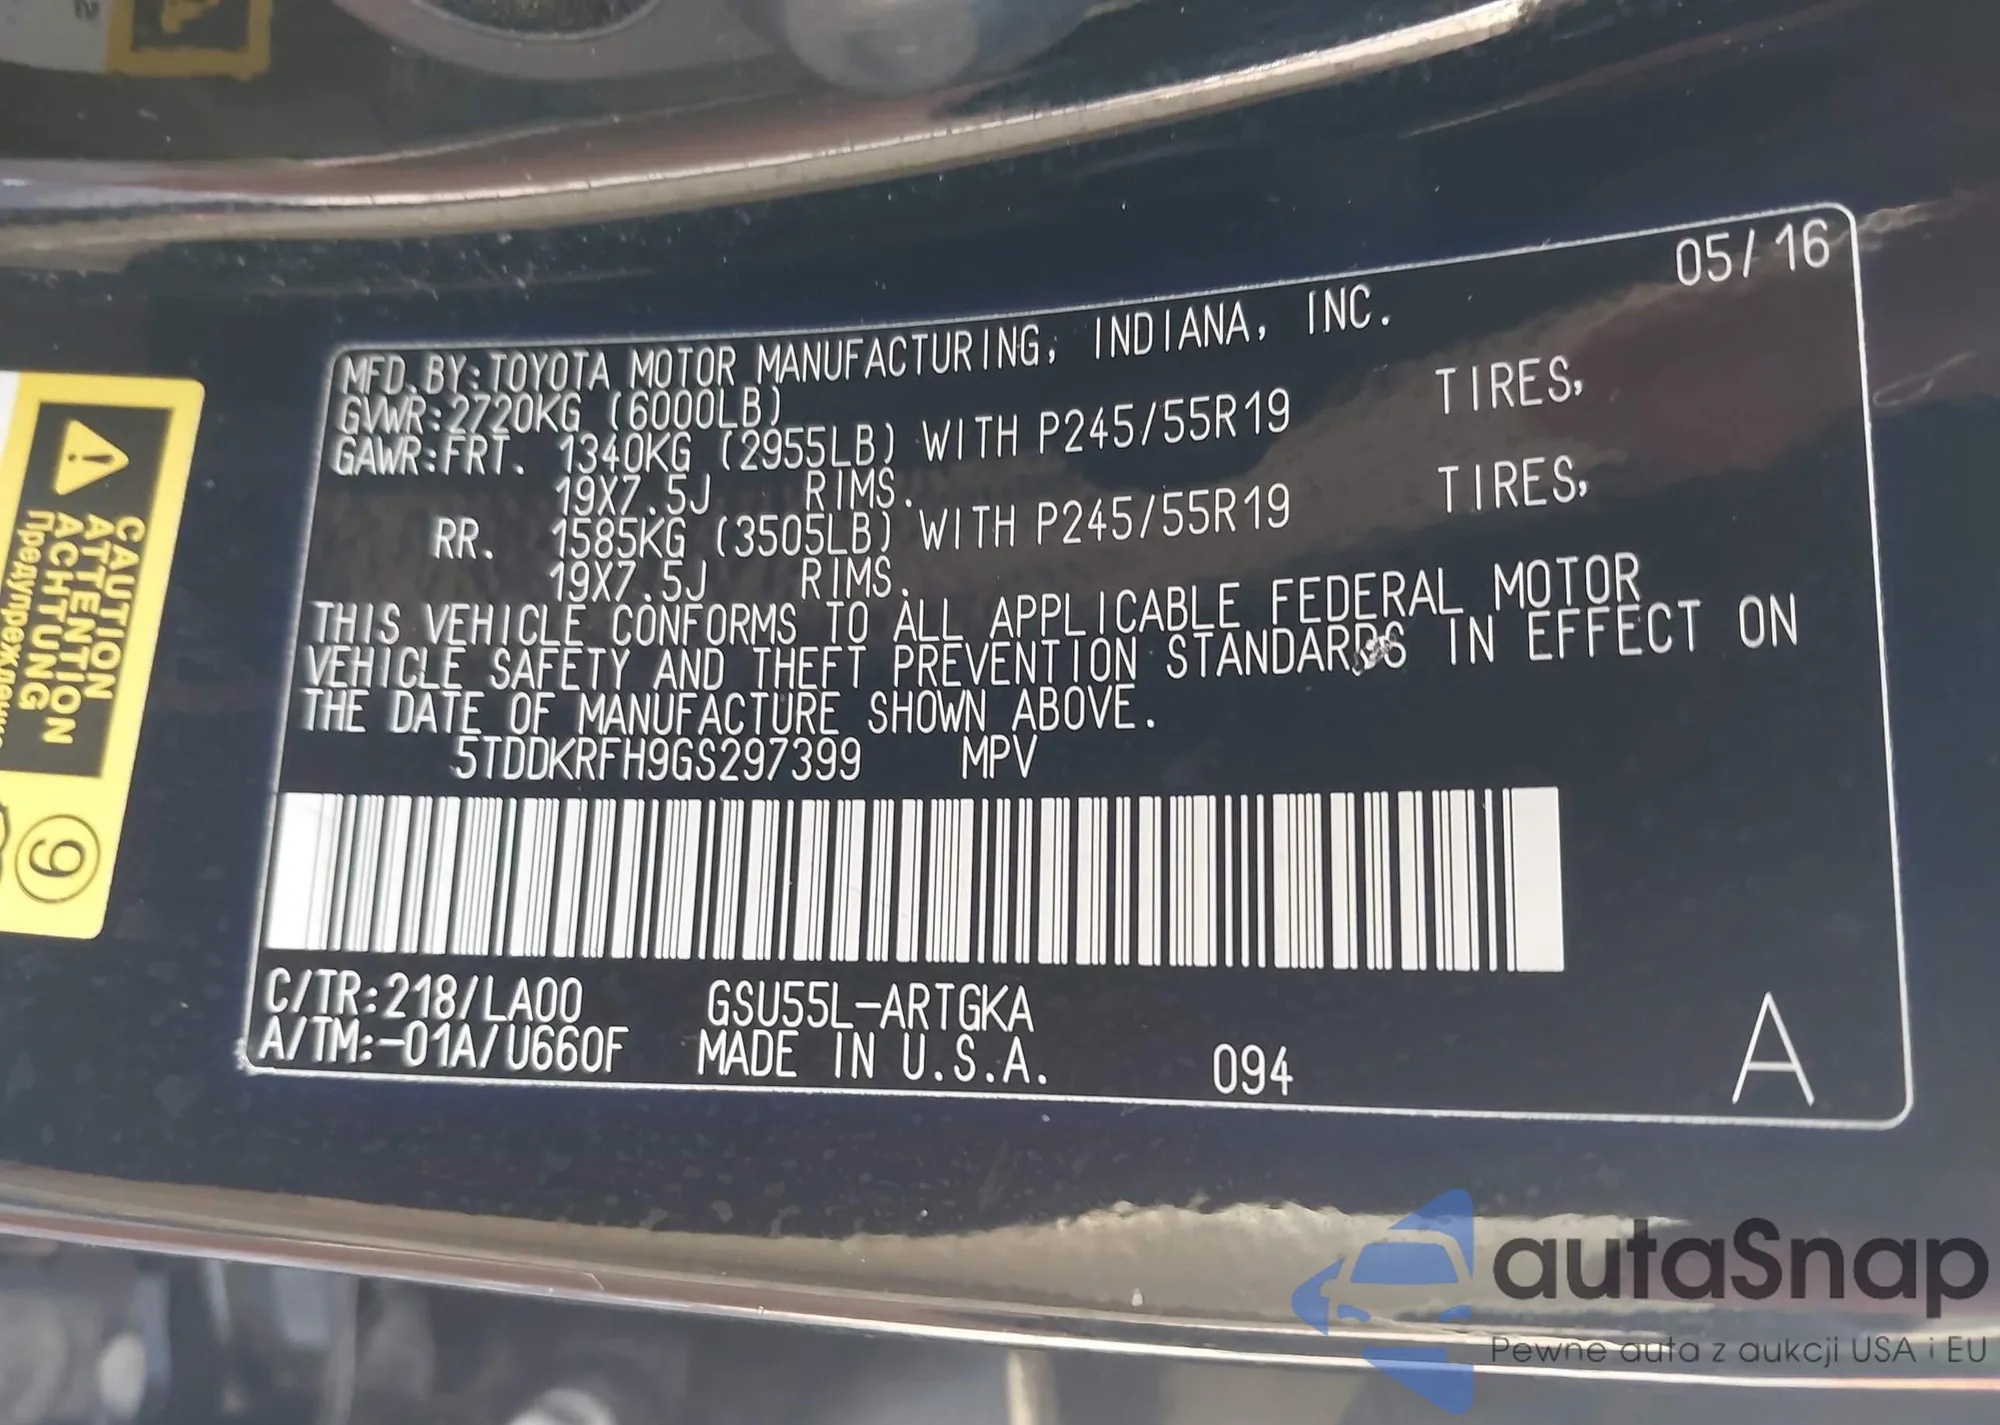 05/16
MFD.BY:TOYOTA MOTOR MANUFACTURING, INDIANA, INC.
GVWR:2720KG (6000LB)
GAWR:FRT. 1340KG (2955LB) WITH P245/55R19 TIRES,
19X7.5J RIMS.
RR. 1585KG (3505LB) WITH P245/55R19 TIRES,
19X7.5J RIMS.
THIS VEHICLE CONFORMS TO ALL APPLICABLE FEDERAL MOTOR
VEHICLE SAFETY AND THEFT PREVENTION STANDARDS IN EFFECT ON
THE DATE OF MANUFACTURE SHOWN ABOVE.
5TDDKRFH9GS297399 MPV
C/TR:218/LA00 GSU55L-ARTGKA
A/TM:-01A/U660F MADE IN U.S.A. 094 A
CAUTION
ATTENTION
ACHTUNG
9
autaSnap
Pewne auta z aukcji USA i EU